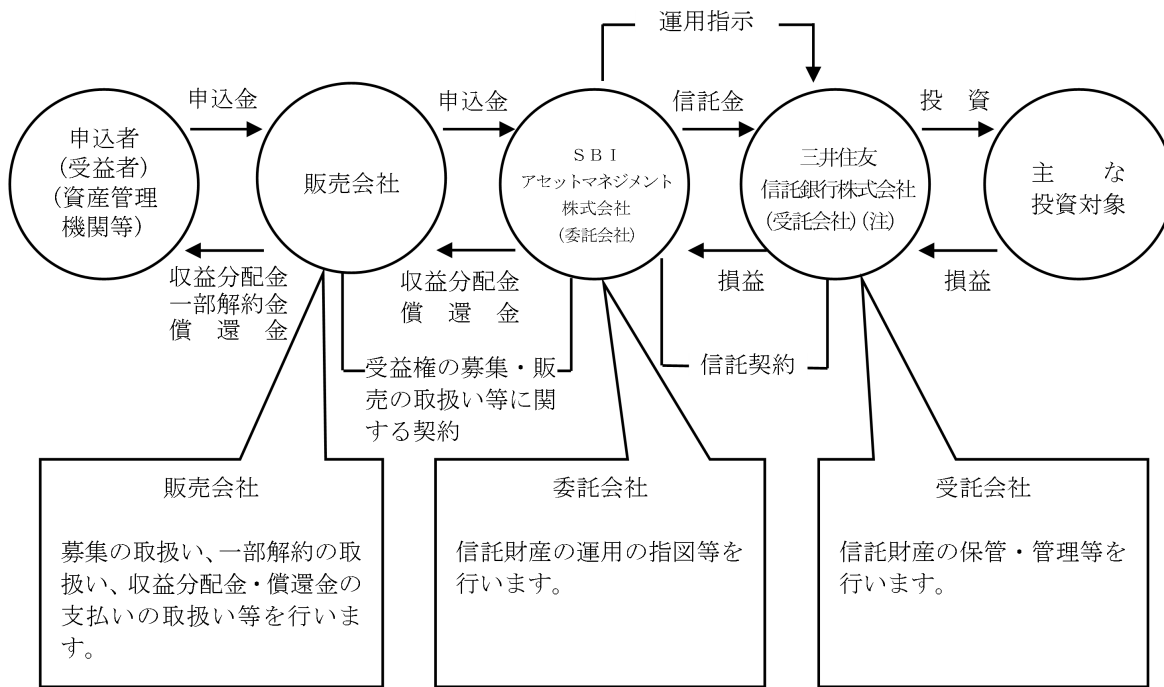 運用指示
申込金
申込金
信託金
投　資
申込者
(受益者)
(資産管理
機関等)
販売会社
ＳＢＩ
アセットマネジメント
株式会社
(委託会社)
三井住友
信託銀行株式会社
(受託会社)(注)
主　　な
投資対象
収益分配金
一部解約金
償　還　金
収益分配金
償　還　金
損益
損益
受益権の募集・販
売の取扱い等に関
する契約
信託契約
販売会社
募集の取扱い、一部解約の取
扱い、収益分配金・償還金の
支払いの取扱い等を行いま
す。
委託会社
信託財産の運用の指図等を
行います。
受託会社
信託財産の保管・管理等を
行います。